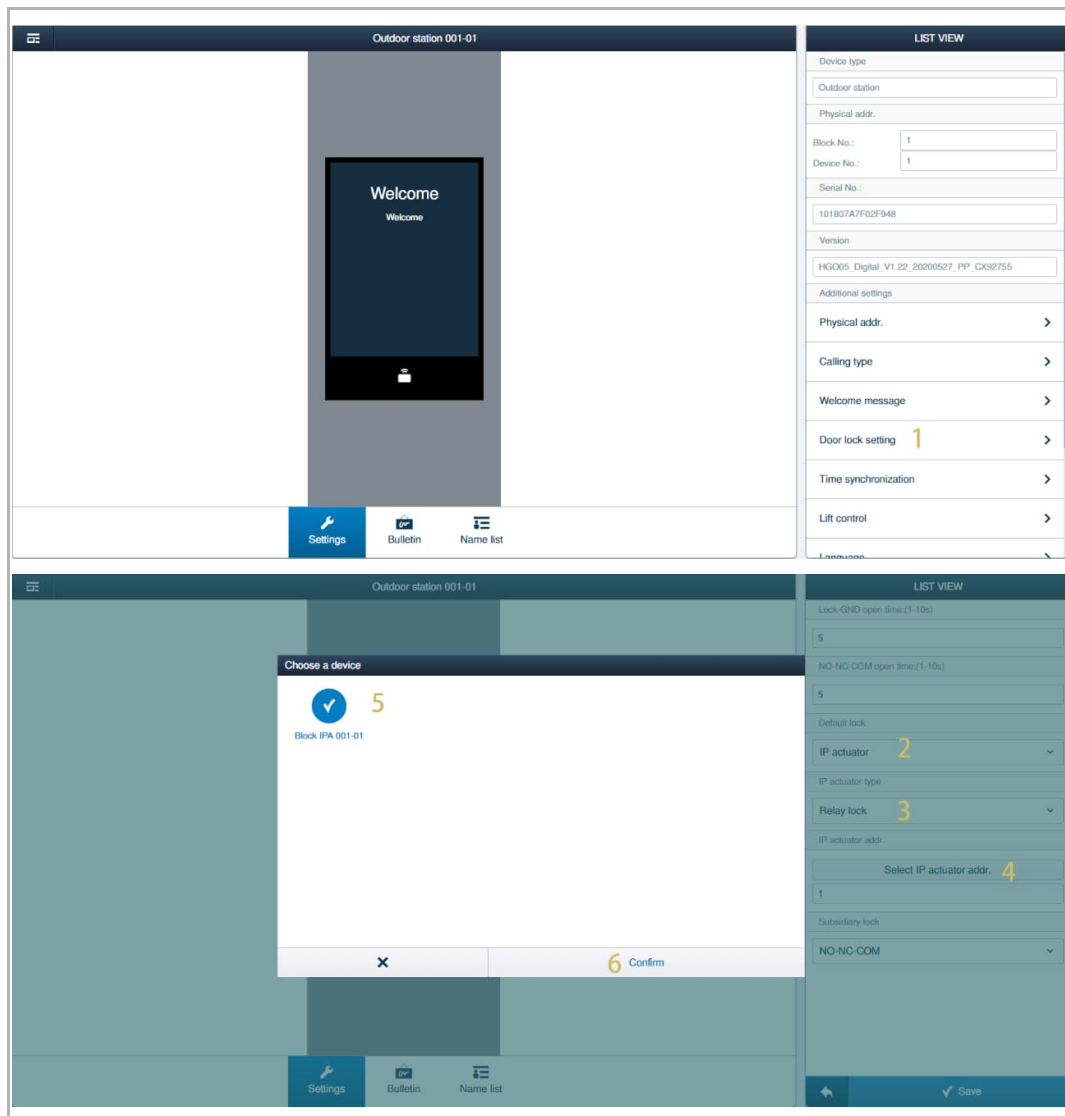 Outdoor station 001-01
LIST VIEW
Device type
Outdoor station
Physical addr.
Block No.: 1
Device No.: 1
Serial No.:
101807A7F02F948
Version
HGO05_Digital_V1.22_20200527_PP_CX92755
Additional settings
Physical addr.
Calling type
Welcome message
Door lock setting 1
Time synchronization
Lift control
Language
Welcome
Welcome
Settings
Bulletin
Name list
Outdoor station 001-01
LIST VIEW
Lock-GND open time:(1-10s)
5
NO-NC-COM open time:(1-10s)
5
Default lock
IP actuator 2
IP actuator type
Relay lock 3
IP actuator addr.
Select IP actuator addr. 4
1
Subsidiary lock
NO-NC-COM
Save
Choose a device
5
Block IPA 001-01
6 Confirm
Settings
Bulletin
Name list